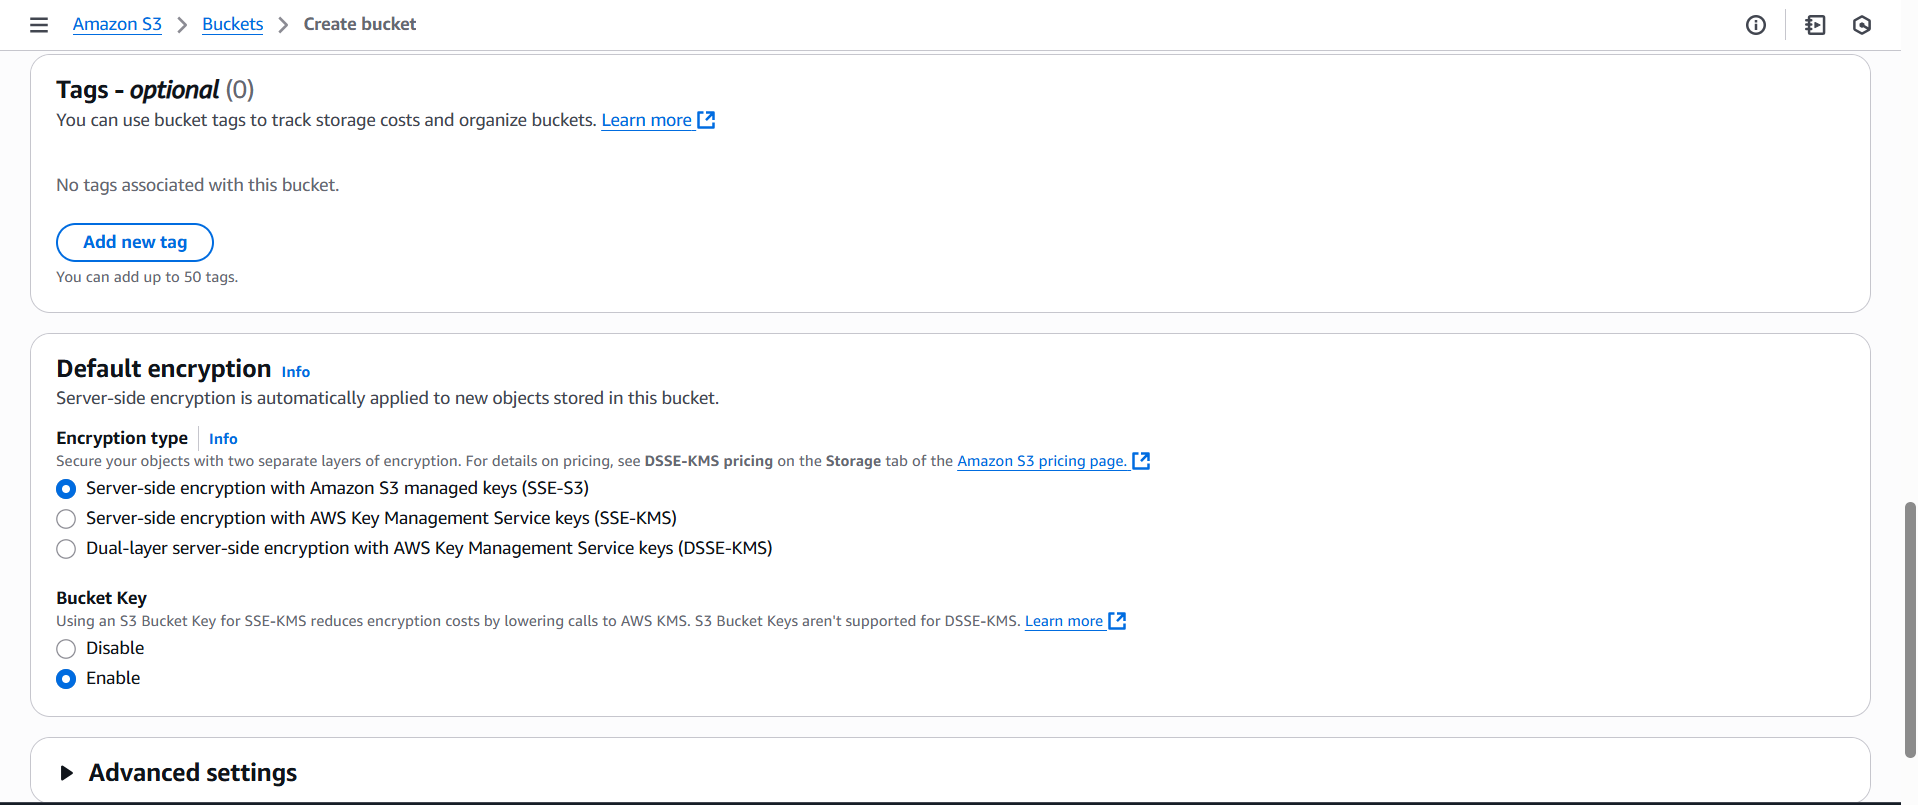 Amazon S3 > Buckets > Create bucket
Tags - optional (0)
You can use bucket tags to track storage costs and organize buckets. Learn more
No tags associated with this bucket.
Add new tag
You can add up to 50 tags.
Default encryption Info
Server-side encryption is automatically applied to new objects stored in this bucket.
Encryption type Info
Secure your objects with two separate layers of encryption. For details on pricing, see DSSE-KMS pricing on the Storage tab of the Amazon S3 pricing page.
Server-side encryption with Amazon S3 managed keys (SSE-S3)
Server-side encryption with AWS Key Management Service keys (SSE-KMS)
Dual-layer server-side encryption with AWS Key Management Service keys (DSSE-KMS)
Bucket Key
Using an S3 Bucket Key for SSE-KMS reduces encryption costs by lowering calls to AWS KMS. S3 Bucket Keys aren't supported for DSSE-KMS. Learn more
Disable
Enable
Advanced settings